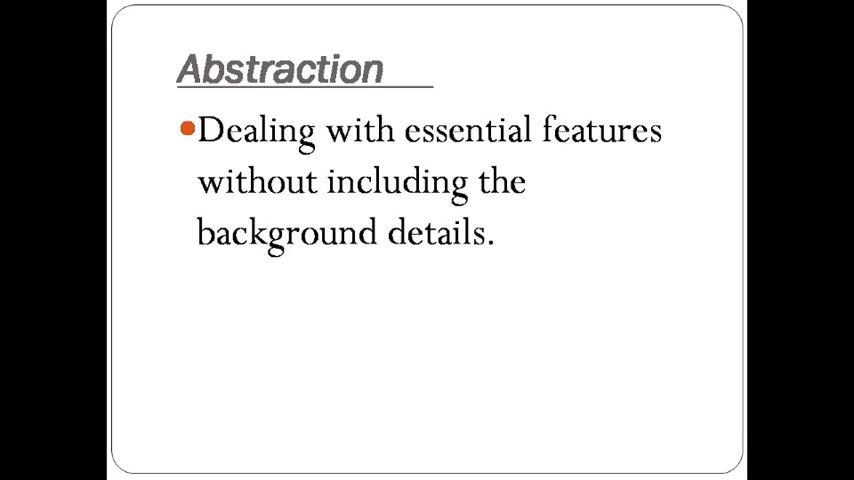 Abstraction
•Dealing with essential features
without including the
background details.